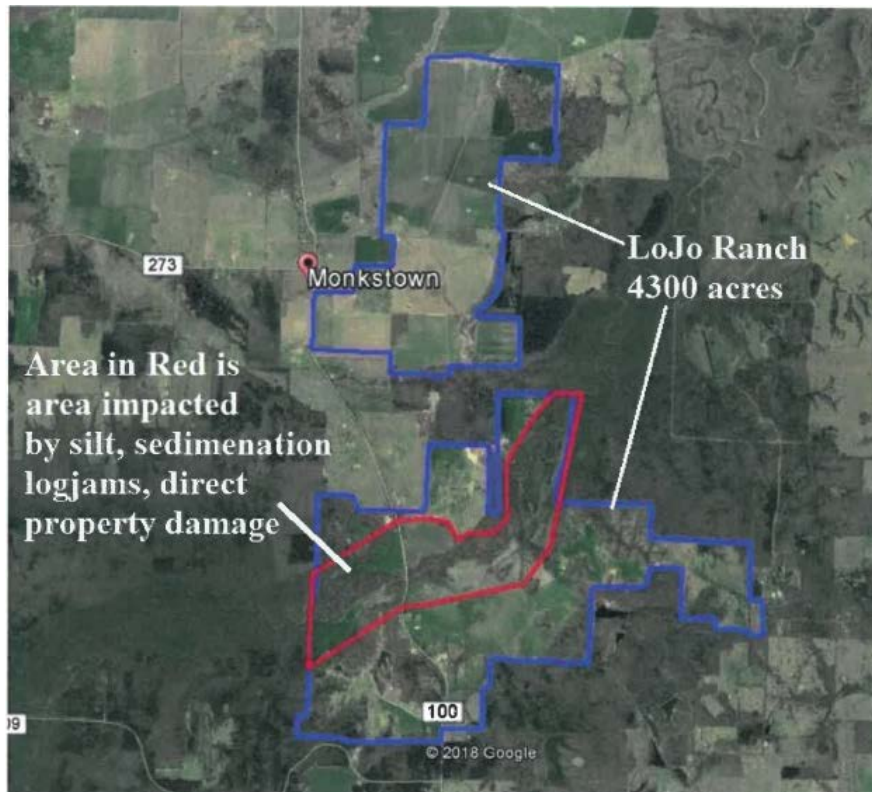 273
Monkstown
LoJo Ranch
4300 acres
Area in Red is
area impacted
by silt, sedimenation
logjams, direct
property damage
100
09
© 2018 Google